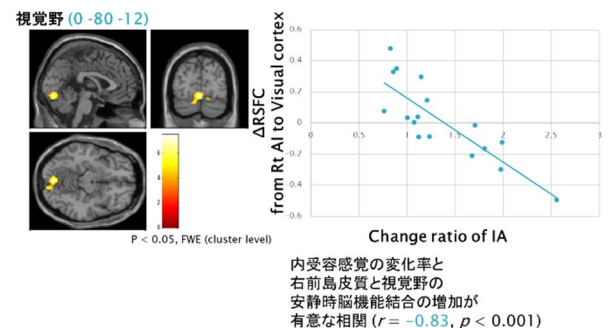 視覚野 (0 -80 -12)
6
4
2
0
P < 0.05, FWE (cluster level)
ΔRSFC
from Rt AI to Visual cortex
0.6
0.4
0.2
0
-0.2
-0.4
-0.6
0 0.5 1 1.5 2 2.5 3
Change ratio of IA
内受容感覚の変化率と
右前島皮質と視覚野の
安静時脳機能結合の増加が
有意な相関 (r = -0.83, p < 0.001)